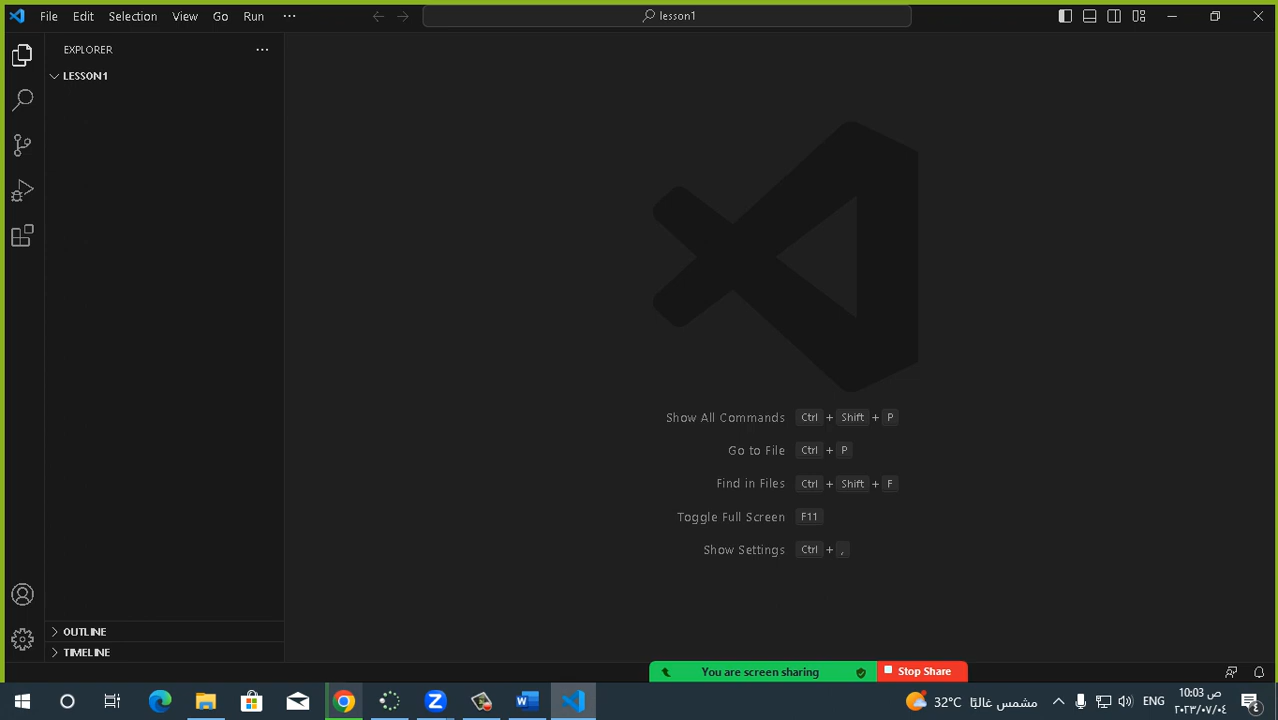 File Edit Selection View Go Run ···
lesson1
EXPLORER ···
LESSON1
Show All Commands Ctrl + Shift + P
Go to File Ctrl + P
Find in Files Ctrl + Shift + F
Toggle Full Screen F11
Show Settings Ctrl + ,
OUTLINE
TIMELINE
You are screen sharing Stop Share
32°C مشمس غالبًا ENG
10:03 ص
٢٠٢٣/٠٧/٠٤
٤